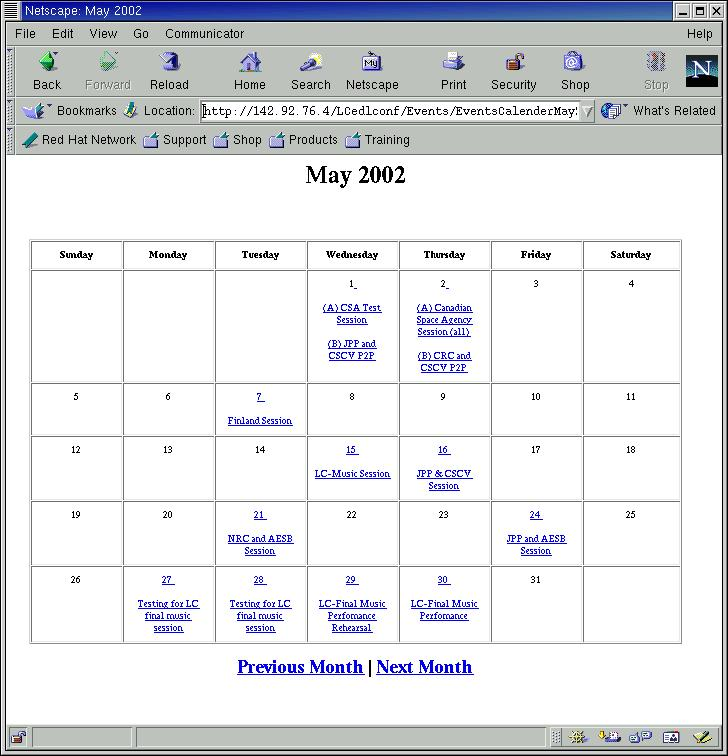 Netscape: May 2002
File Edit View Go Communicator Help
Back Forward Reload Home Search Netscape Print Security Shop Stop
My
N
Bookmarks Location: http://142.92.76.4/LCedlconf/Events/EventsCalenderMay What's Related
Red Hat Network Support Shop Products Training
May 2002
Sunday Monday Tuesday Wednesday Thursday Friday Saturday
1 2 3 4
(A) CSA Test
Session
(B) JPP and
CSCV P2P
(A) Canadian
Space Agency
Session (all)
(B) CRC and
CSCV P2P
5 6 7 8 9 10 11
Finland Session
12 13 14 15 16 17 18
LC-Music Session
JPP & CSCV
Session
19 20 21 22 23 24 25
NRC and AESB
Session
JPP and AESB
Session
26 27 28 29 30 31
Testing for LC
final music
session
Testing for LC
final music
session
LC-Final Music
Perfomance
Rehearsal
LC-Final Music
Perfomance
Previous Month | Next Month